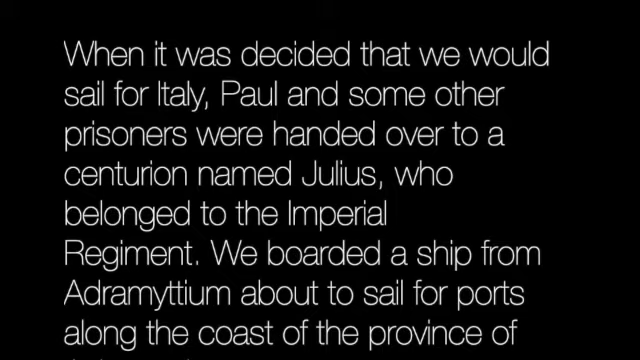 When it was decided that we would
sail for Italy, Paul and some other
prisoners were handed over to a
centurion named Julius, who
belonged to the Imperial
Regiment. We boarded a ship from
Adramyttium about to sail for ports
along the coast of the province of